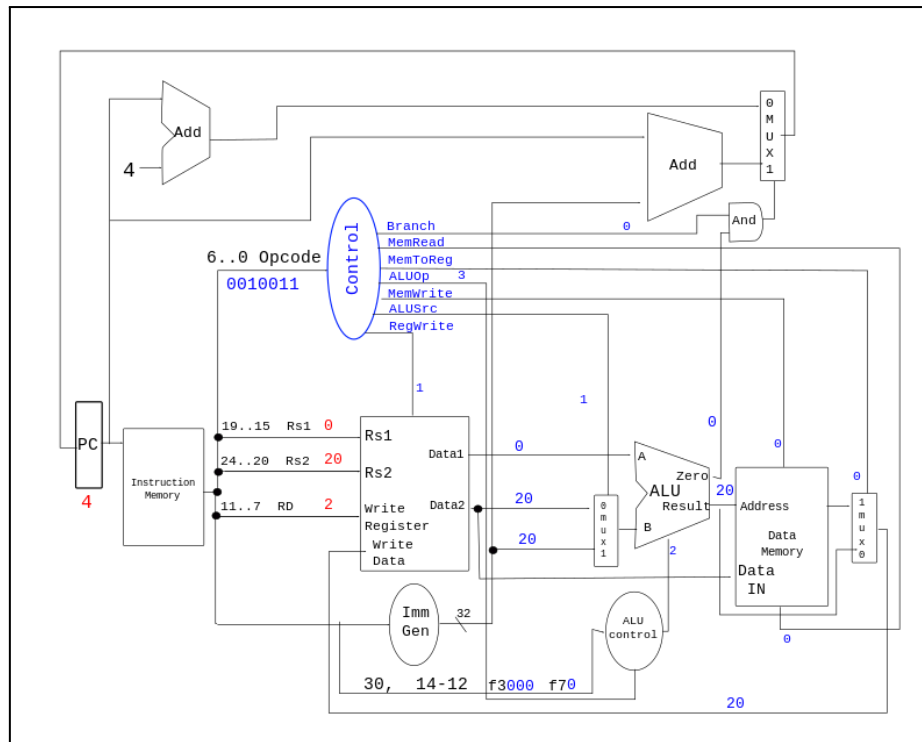 0
M
U
X
1
Add
4
Add
And
Branch 0
MemRead
MemToReg
ALUOp 3
MemWrite
ALUSrc
RegWrite
Control
6..0 Opcode
0010011
1
1
PC
4
Instruction
Memory
19..15 Rs1 0
24..20 Rs2 20
11..7 RD 2
Rs1
Rs2
Write
Register
Write
Data
Data1
Data2
0
20
20
0
m
u
x
1
A
B
ALU
Zero
Result
0
20
2
0
Address
Data
Memory
Data
IN
0
0
1
m
u
x
0
Imm
Gen
32
ALU
control
30, 14-12 f3000 f70
20